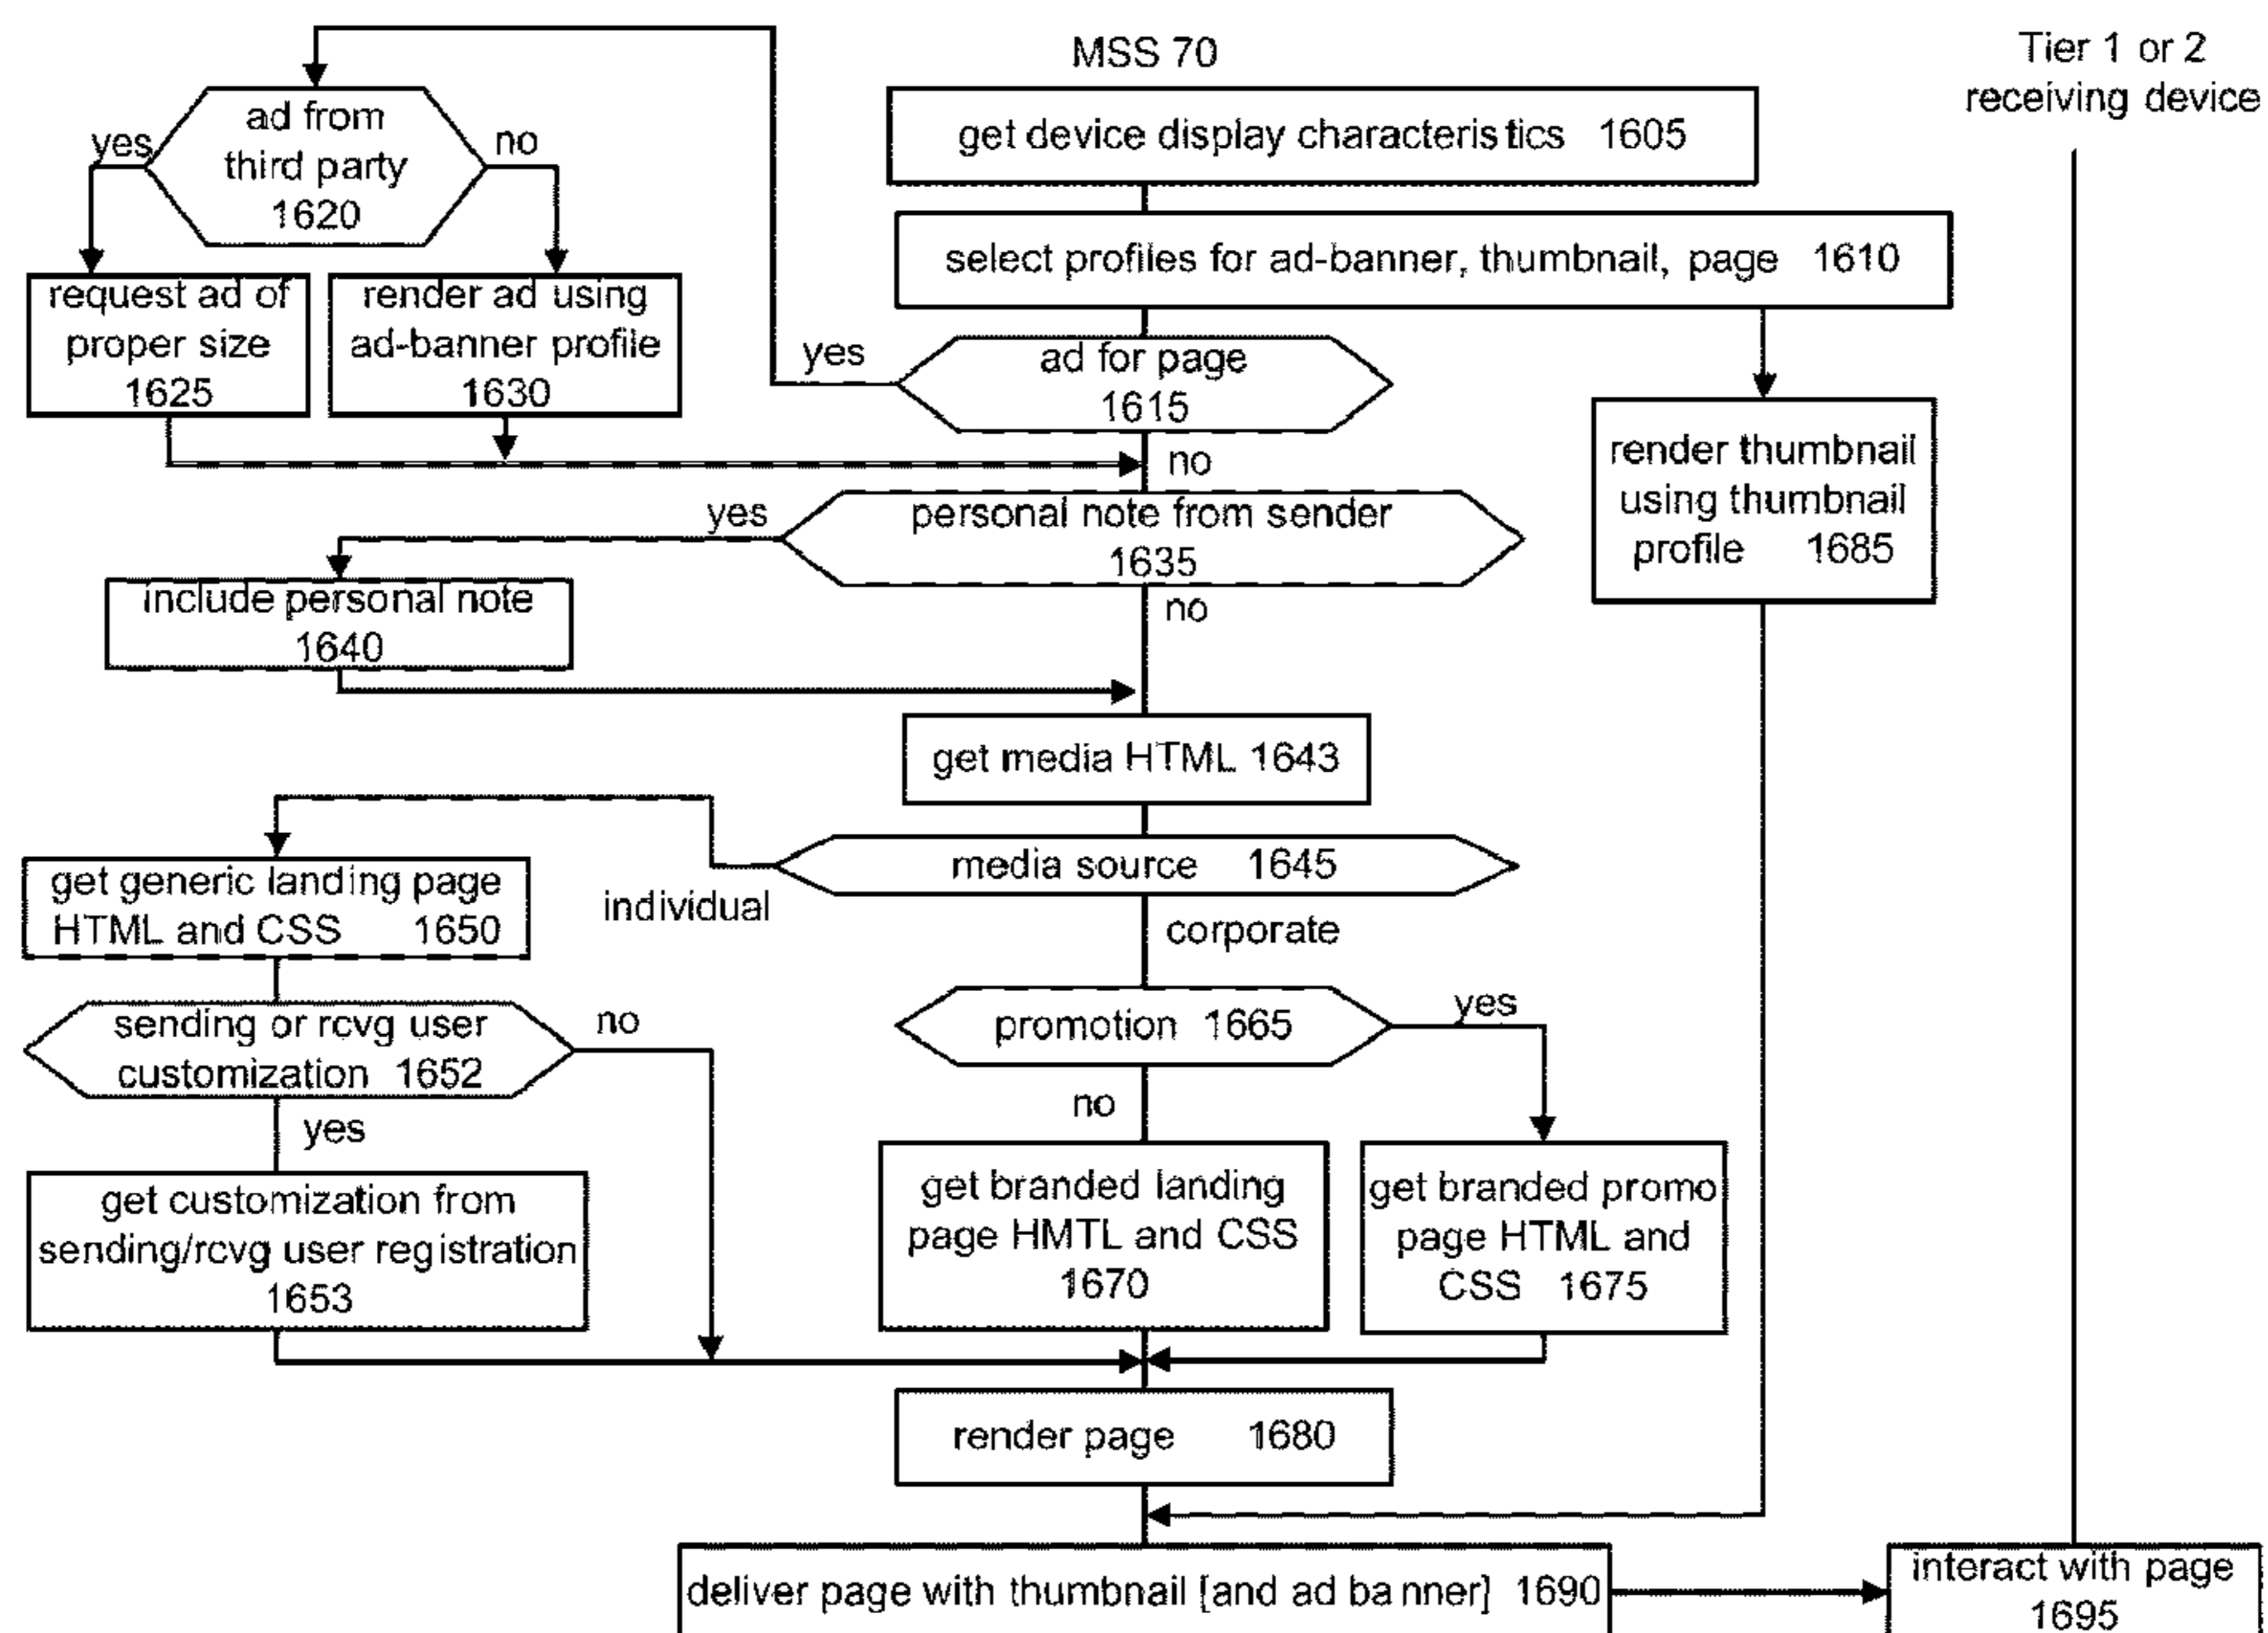 MSS 70
Tier 1 or 2
receiving device
get device display characteristics 1605
select profiles for ad-banner, thumbnail, page 1610
ad for page
1615
yes
no
ad from
third party
1620
yes
no
request ad of
proper size
1625
render ad using
ad-banner profile
1630
render thumbnail
using thumbnail
profile 1685
personal note from sender
1635
yes
no
include personal note
1640
get media HTML 1643
media source 1645
individual
corporate
get generic landing page
HTML and CSS 1650
sending or rcvg user
customization 1652
no
yes
get customization from
sending/rcvg user registration
1653
promotion 1665
yes
no
get branded landing
page HMTL and CSS
1670
get branded promo
page HTML and
CSS 1675
render page 1680
deliver page with thumbnail [and ad banner] 1690
interact with page
1695